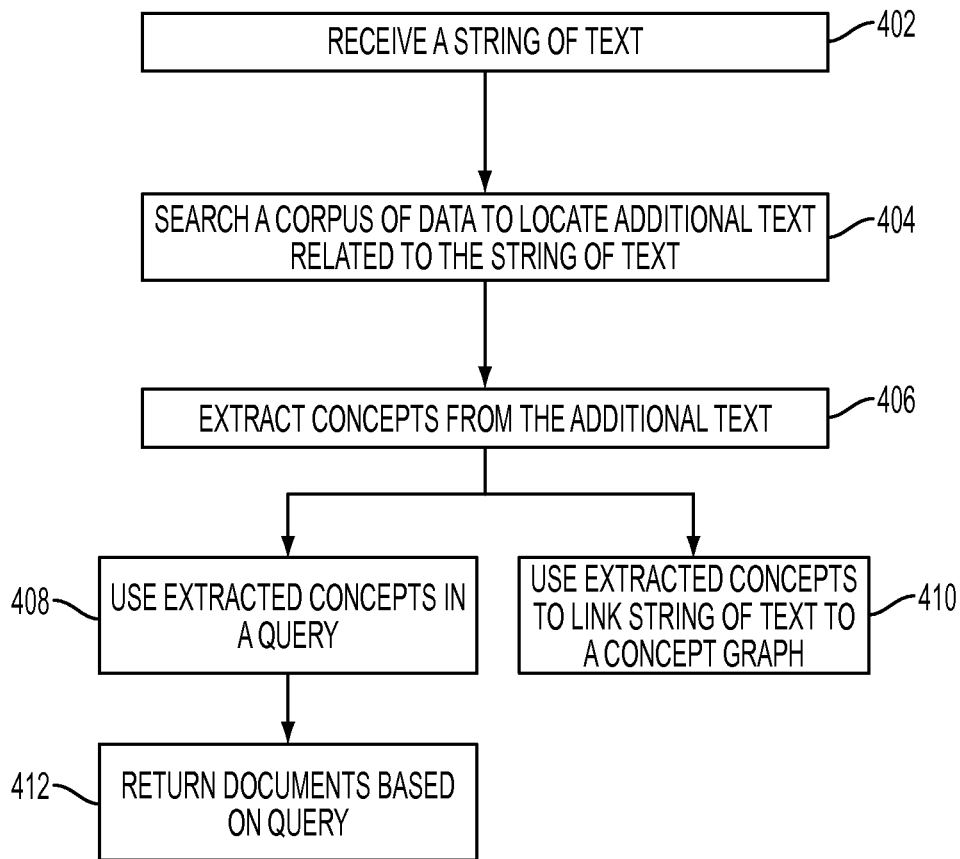 RECEIVE A STRING OF TEXT
402
SEARCH A CORPUS OF DATA TO LOCATE ADDITIONAL TEXT
RELATED TO THE STRING OF TEXT
404
EXTRACT CONCEPTS FROM THE ADDITIONAL TEXT
406
408
USE EXTRACTED CONCEPTS IN
A QUERY
USE EXTRACTED CONCEPTS
TO LINK STRING OF TEXT TO
A CONCEPT GRAPH
410
412
RETURN DOCUMENTS BASED
ON QUERY